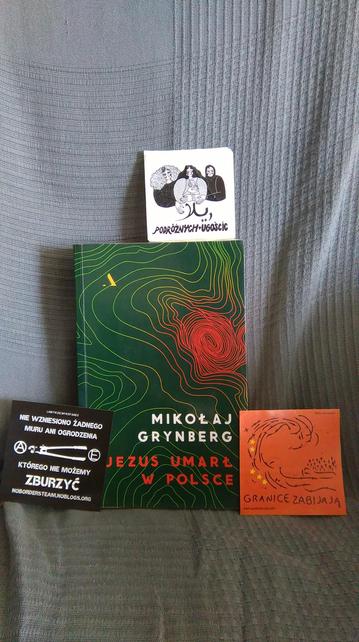 PODRÓŻNYCH UGOŚCIĆ
MIKOŁAJ
GRYNBERG
JEZUS UMARŁ
W POLSCE
NIE WZNIESIONO ŻADNEGO
MURU ANI OGRODZENIA
A E
KTÓREGO NIE MOŻEMY
ZBURZYĆ
NOBORDERSTEAM.NOBLOGS.ORG
GRANICE ZABIJAJĄ